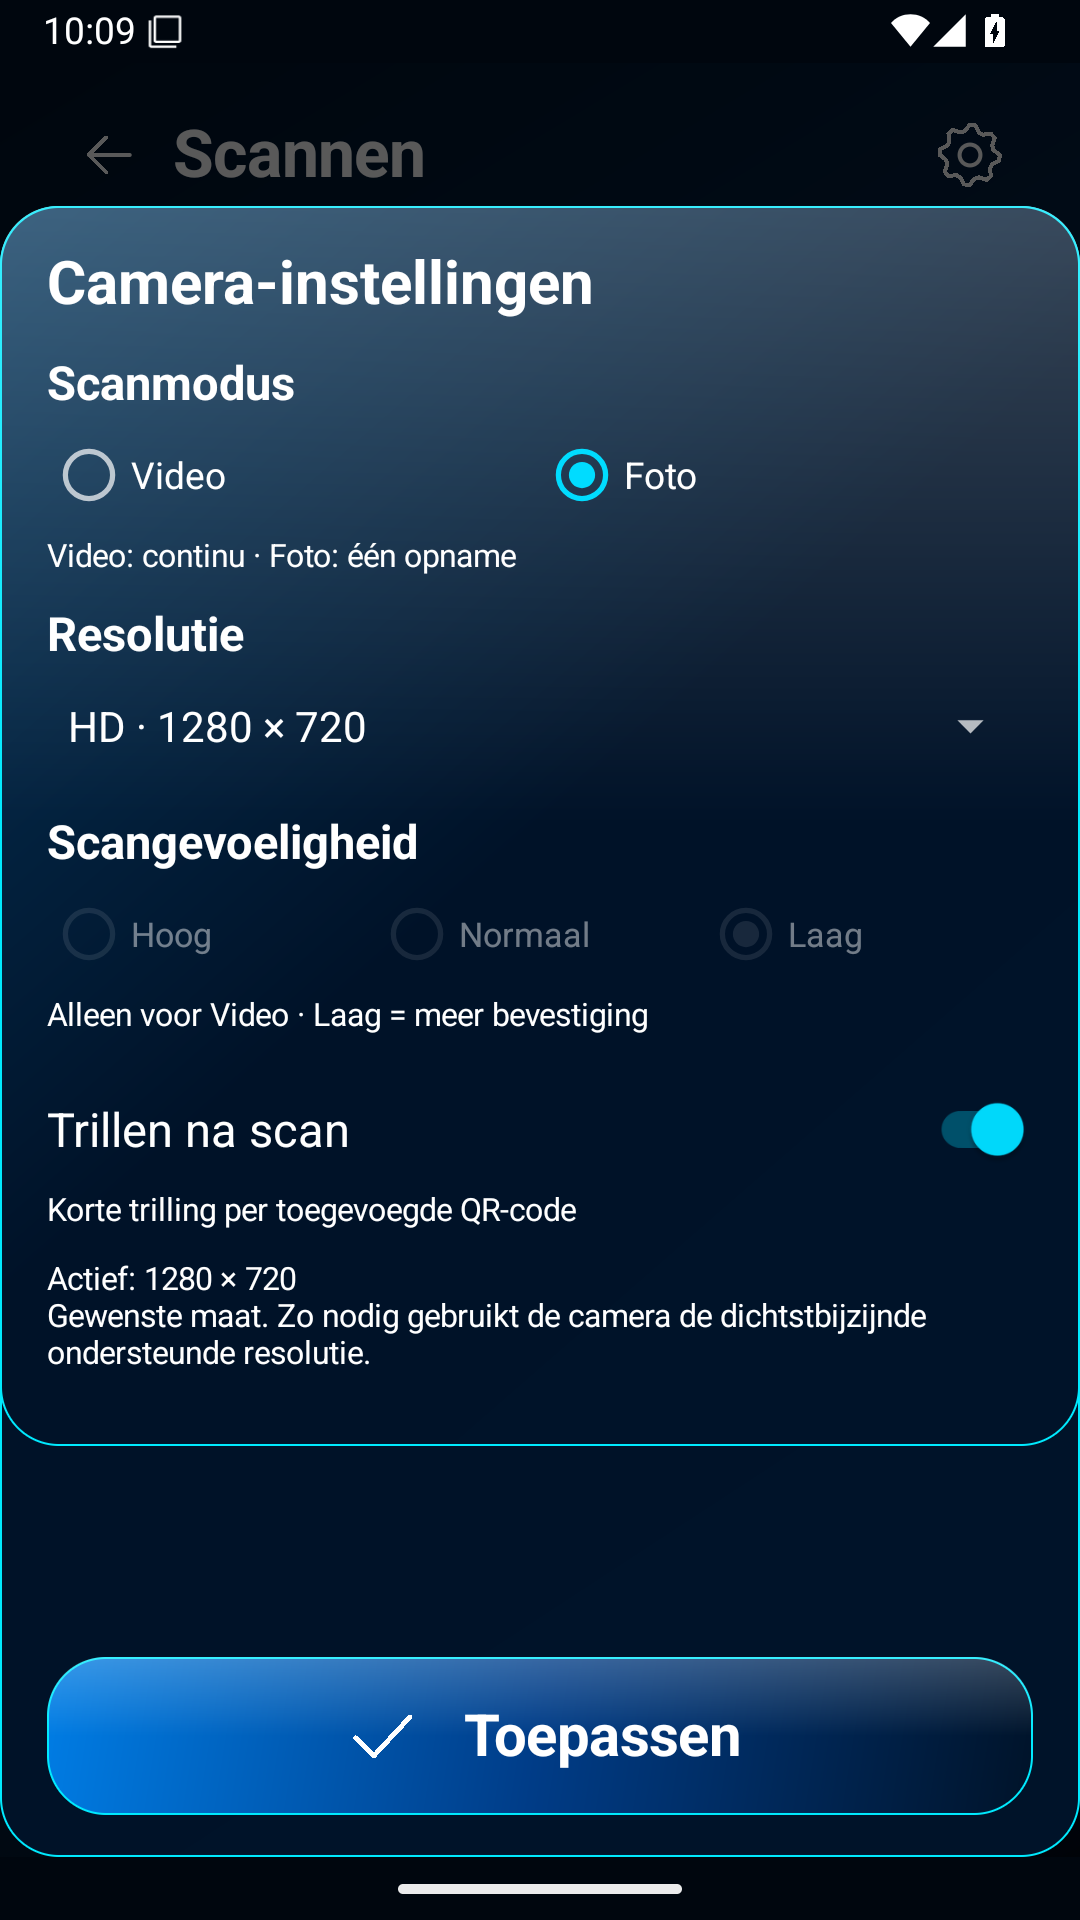 10:09
Scannen
Camera-instellingen
Scanmodus
Video
Foto
Video: continu · Foto: één opname
Resolutie
HD · 1280 × 720
Scangevoeligheid
Hoog
Normaal
Laag
Alleen voor Video · Laag = meer bevestiging
Trillen na scan
Korte trilling per toegevoegde QR-code
Actief: 1280 × 720
Gewenste maat. Zo nodig gebruikt de camera de dichtstbijzijnde
ondersteunde resolutie.
Toepassen